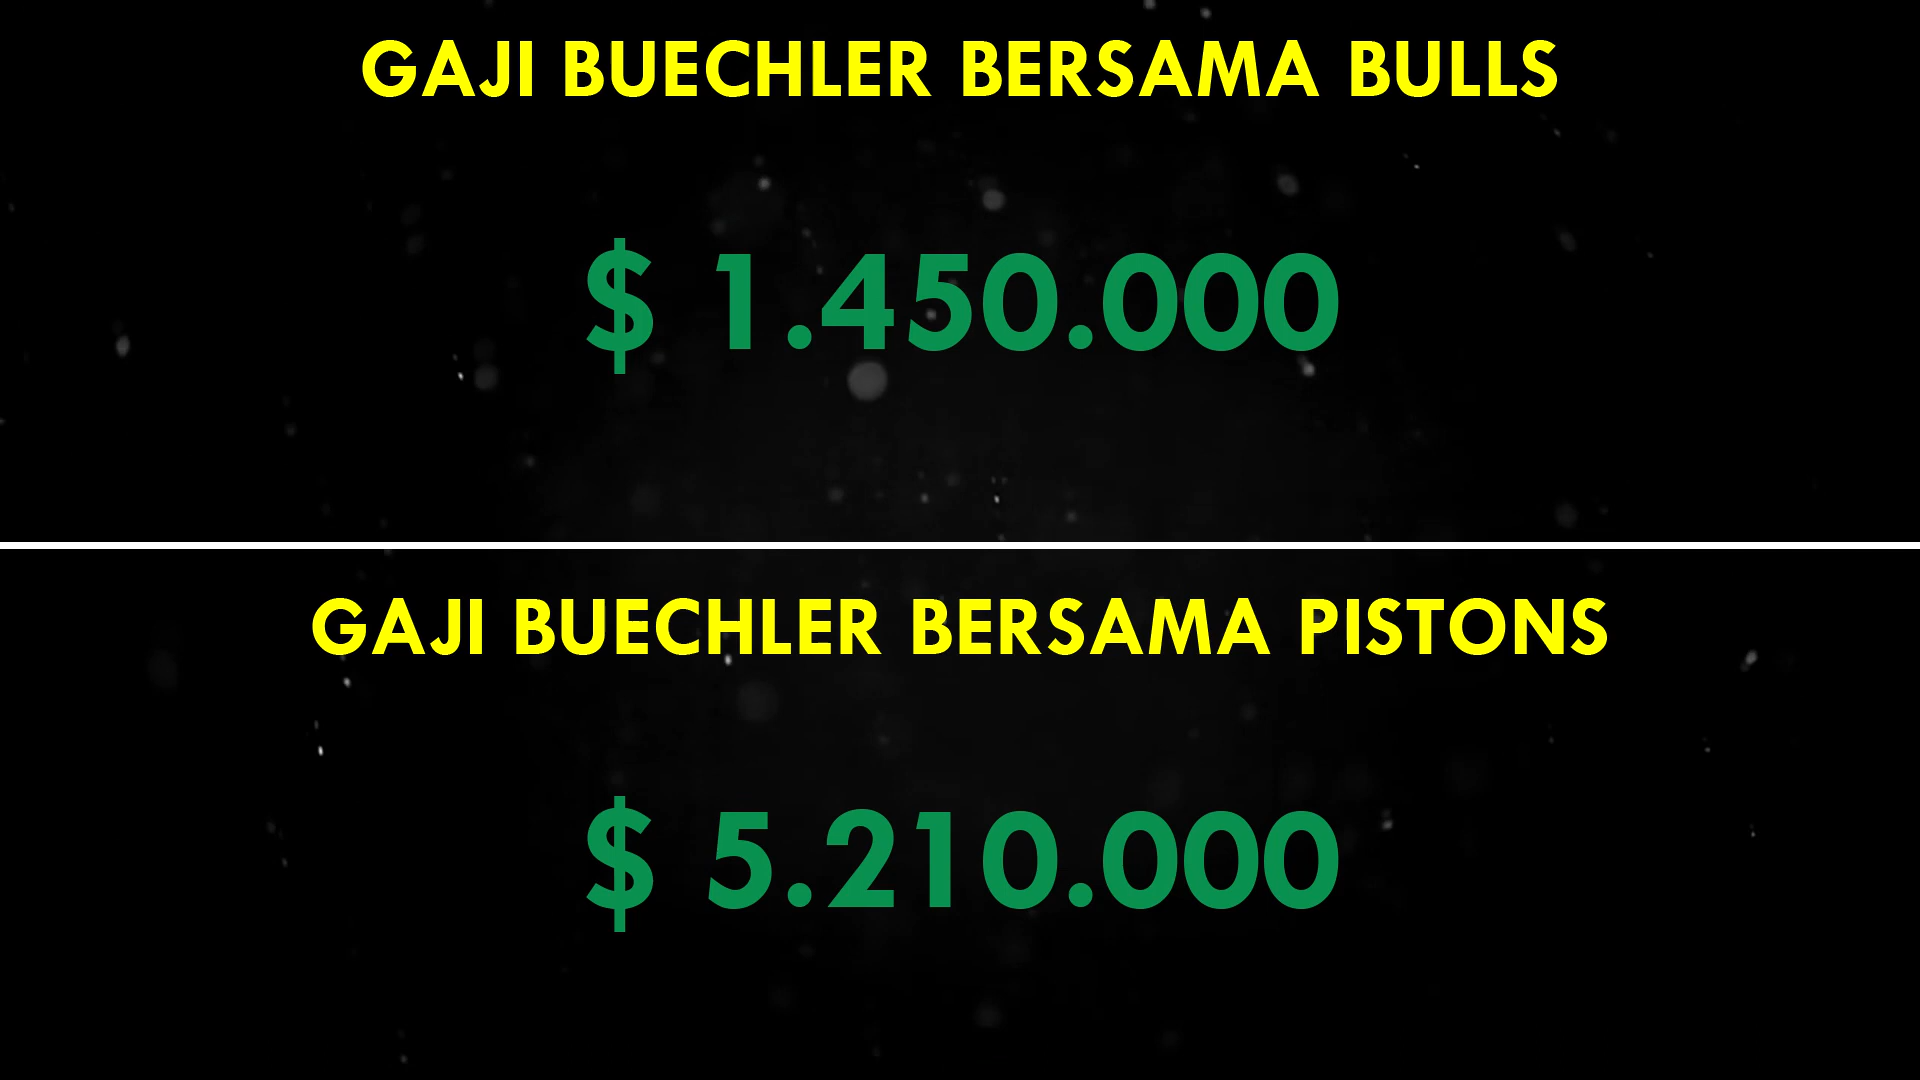 GAJI BUECHLER BERSAMA BULLS
$ 1.450.000
GAJI BUECHLER BERSAMA PISTONS
$ 5.210.000